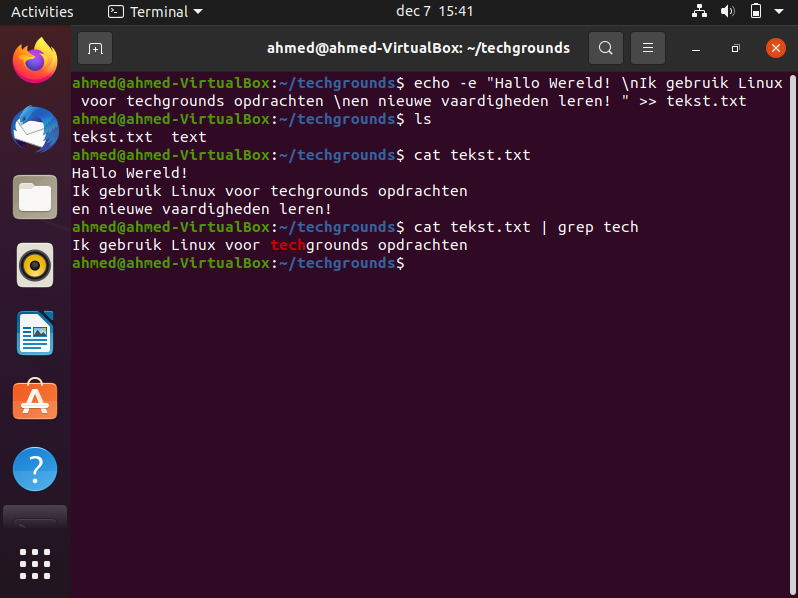 Activities Terminal dec 7 15:41
ahmed@ahmed-VirtualBox: ~/techgrounds
ahmed@ahmed-VirtualBox:~/techgrounds$ echo -e "Hallo Wereld! \nIk gebruik Linux
 voor techgrounds opdrachten \nen nieuwe vaardigheden leren! " >> tekst.txt
ahmed@ahmed-VirtualBox:~/techgrounds$ ls
tekst.txt  text
ahmed@ahmed-VirtualBox:~/techgrounds$ cat tekst.txt
Hallo Wereld!
Ik gebruik Linux voor techgrounds opdrachten
en nieuwe vaardigheden leren!
ahmed@ahmed-VirtualBox:~/techgrounds$ cat tekst.txt | grep tech
Ik gebruik Linux voor techgrounds opdrachten
ahmed@ahmed-VirtualBox:~/techgrounds$